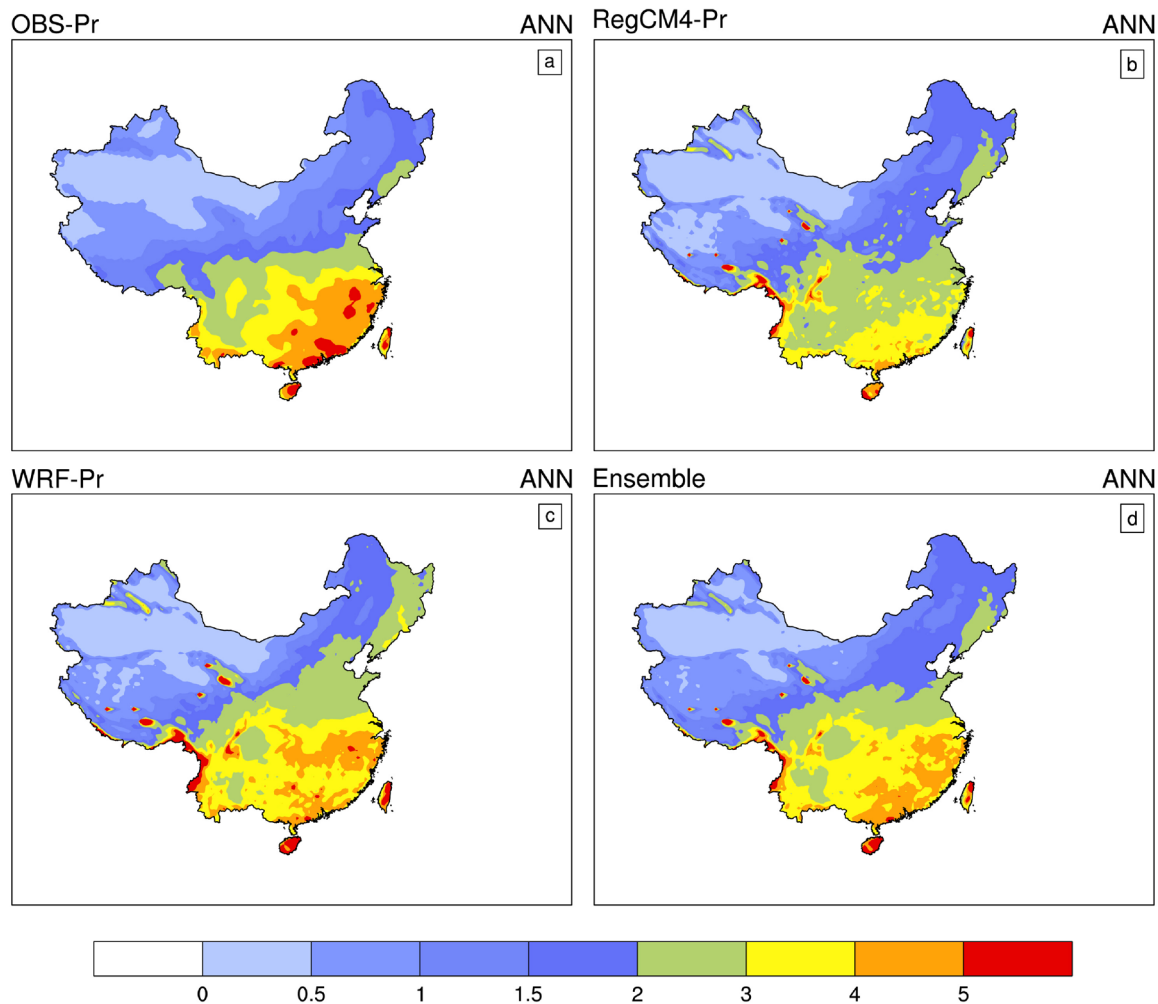 OBS-Pr ANN
a
RegCM4-Pr ANN
b
WRF-Pr ANN
c
Ensemble ANN
d
0 0.5 1 1.5 2 3 4 5